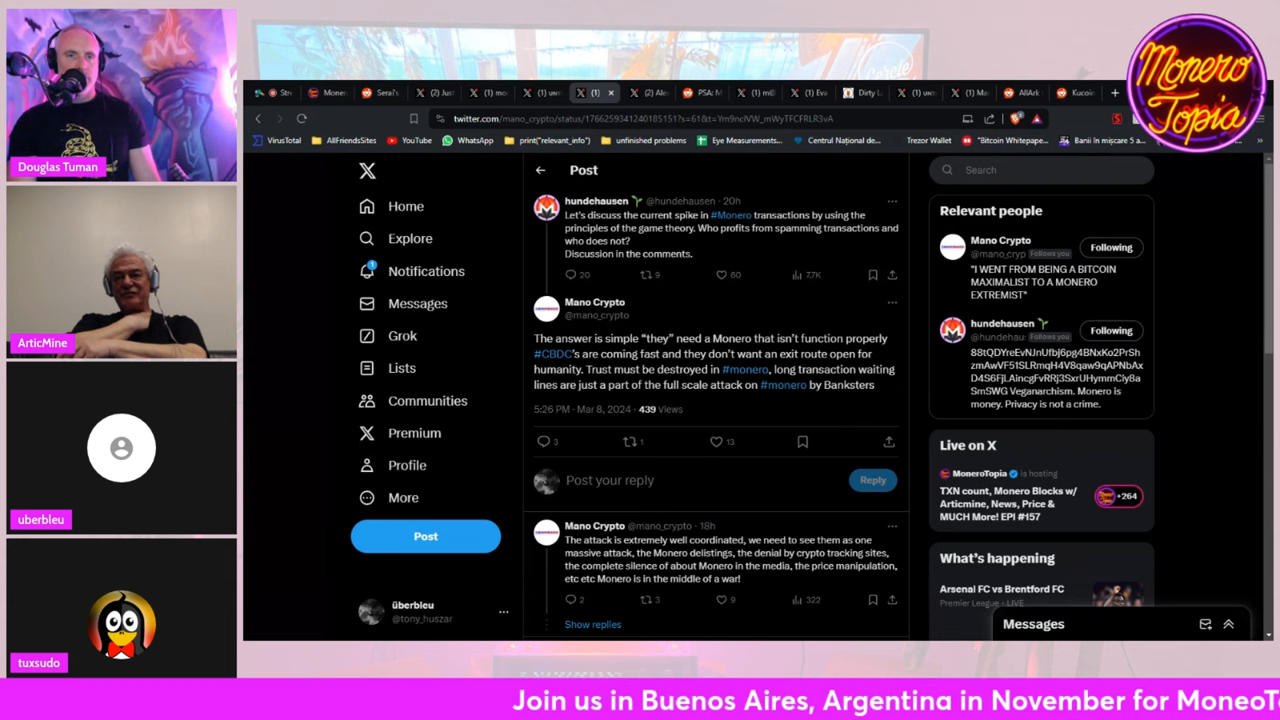 Douglas Tuman
ArticMine
uberbleu
tuxsudo
Monero
Topia
(1)
twitter.com/mano_crypto/status/1766259341240185151?s=61&t=Ym9nclVW_mWyTFCFRLR3vA
VirusTotal
AllFriendsSites
YouTube
WhatsApp
print("relevant_info")
unfinished problems
Eye Measurements...
Centrul Național de...
Trezor Wallet
"Bitcoin Whitepape...
Banii în mișcare 5 a...
Home
Explore
Notifications
1
Messages
Grok
Lists
Communities
Premium
Profile
More
Post
überbleu
@tony_huszar
Post
hundehausen @hundehausen · 20h
Let's discuss the current spike in #Monero transactions by using the
principles of the game theory. Who profits from spamming transactions and
who does not?
Discussion in the comments.
20
9
60
7.7K
Mano Crypto
@mano_crypto
The answer is simple “they” need a Monero that isn’t function properly
#CBDC’s are coming fast and they don’t want an exit route open for
humanity. Trust must be destroyed in #monero, long transaction waiting
lines are just a part of the full scale attack on #monero by Banksters
5:26 PM · Mar 8, 2024 · 439 Views
3
1
13
Post your reply
Reply
Mano Crypto @mano_crypto · 18h
The attack is extremely well coordinated, we need to see them as one
massive attack, the Monero delistings, the denial by crypto tracking sites,
the complete silence of about Monero in the media, the price manipulation,
etc etc Monero is in the middle of a war!
2
3
9
322
Show replies
Search
Relevant people
Mano Crypto
@mano_cryp Follows you
Following
"I WENT FROM BEING A BITCOIN
MAXIMALIST TO A MONERO
EXTREMIST"
hundehausen
@hundehau: Follows you
Following
88tQDYreEvNJnUfbj6pg4BNxKo2PrSh
zmAwVF51SLRmqH4V8qaw9qAPNbAx
D4S6FjLAincgFvRRj3SxrUHymmCiy8a
SmSWG Veganarchism. Monero is
money. Privacy is not a crime.
Live on X
MoneroTopia is hosting
TXN count, Monero Blocks w/
Articmine, News, Price &
MUCH More! EPI #157
+264
What’s happening
Arsenal FC vs Brentford FC
Premier League · LIVE
Messages
Join us in Buenos Aires, Argentina in November for MoneoT